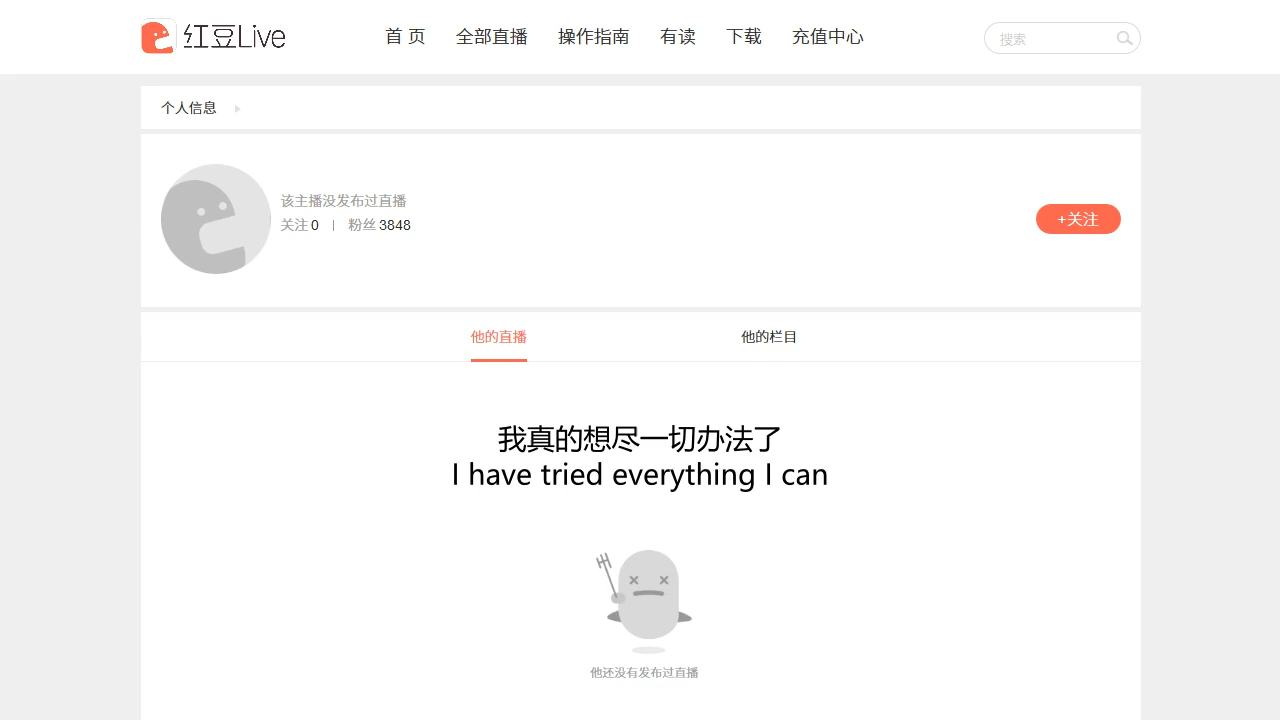 红豆Live
首 页
全部直播
操作指南
有读
下载
充值中心
搜索
个人信息
该主播没发布过直播
关注 0 | 粉丝 3848
+关注
他的直播
他的栏目
我真的想尽一切办法了
I have tried everything I can
他还没有发布过直播